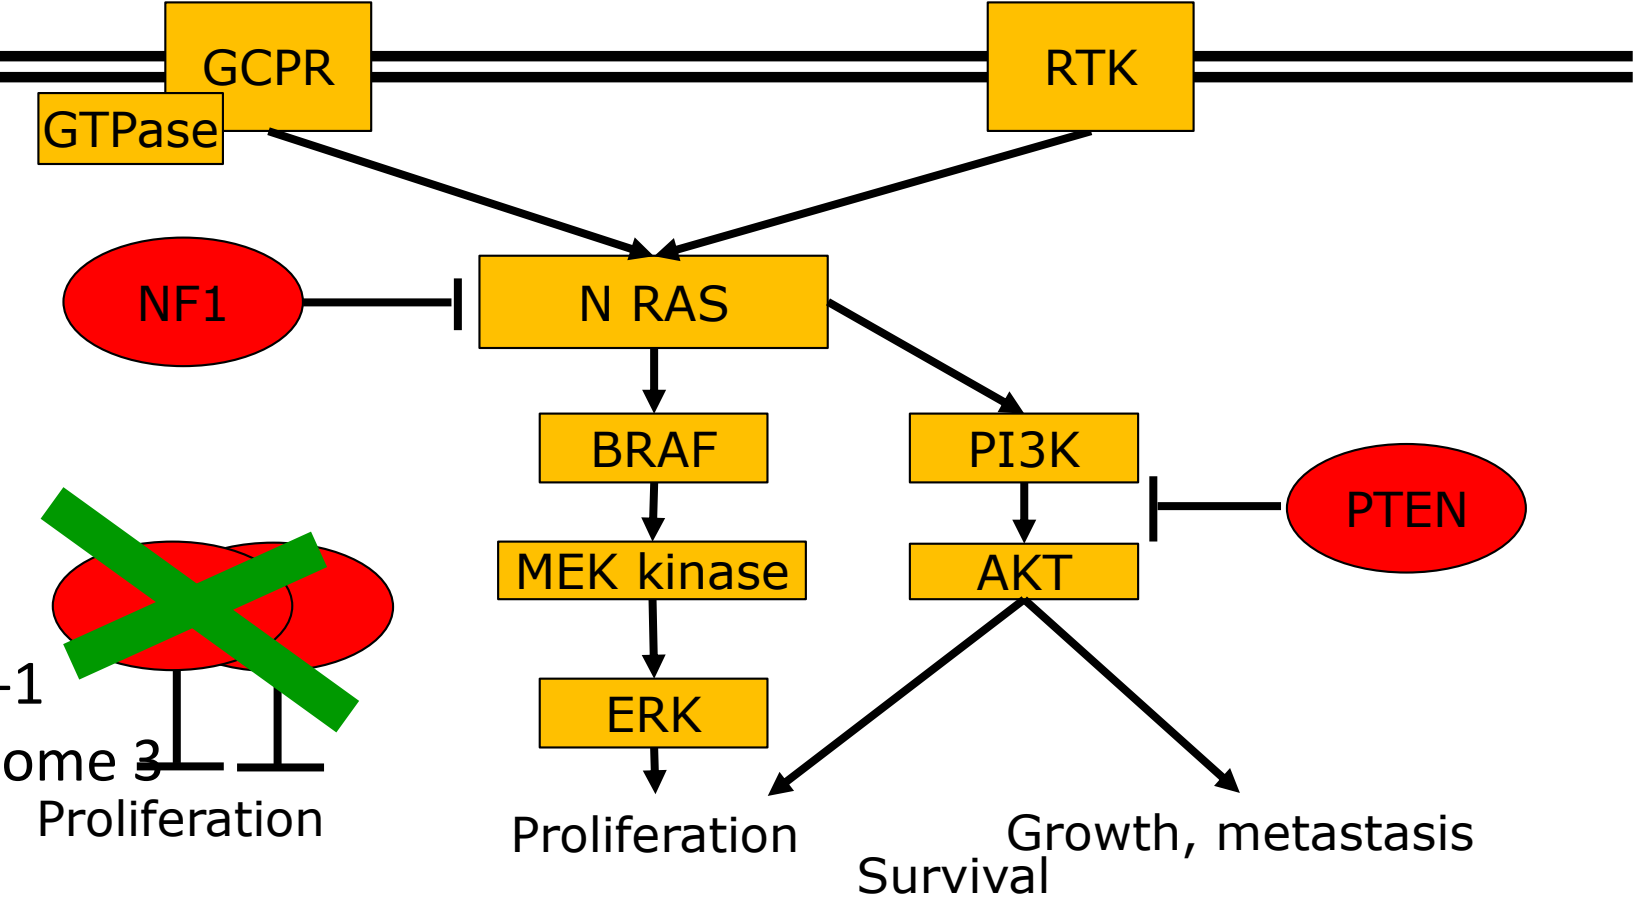 GCPR
RTK
GTPase
NF1
N RAS
BRAF
PI3K
PTEN
MEK kinase
AKT
-1
ERK
ome 3
Proliferation
Proliferation
Growth, metastasis
Survival